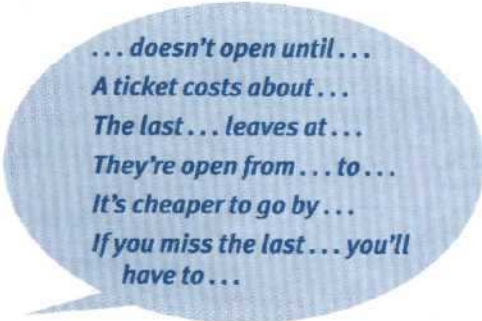 ... doesn't open until ...
A ticket costs about ...
The last ... leaves at ...
They're open from ... to ...
It's cheaper to go by ...
If you miss the last ... you'll
have to ...